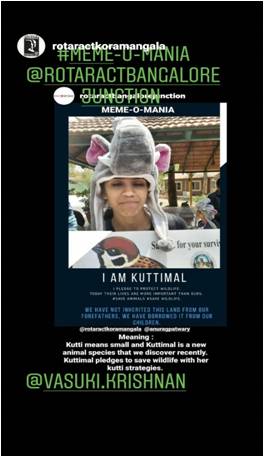 rotaractkoramangala
#MEME-O-MANIA
@ROTARACTBANGALORE
JUNCTION
rotaractbangalorejunction
MEME-O-MANIA
for your surviv
I AM KUTTIMAL
I PLEDGE TO PROTECT WILDLIFE.
TODAY THEIR LIVES ARE MORE IMPORTANT THAN OURS.
#SAVE ANIMALS #SAVE WILDLIFE.
WE HAVE NOT INHERITED THIS LAND FROM OUR
FOREFATHERS, WE HAVE BORROWED IT FROM OUR
CHILDREN.
@rotaractkoramangala @anuragpatwary
Meaning :
Kutti means small and Kuttimal is a new
animal species that we discover recently.
Kuttimal pledges to save wildlife with her
kutti strategies.
@VASUKI.KRISHNAN